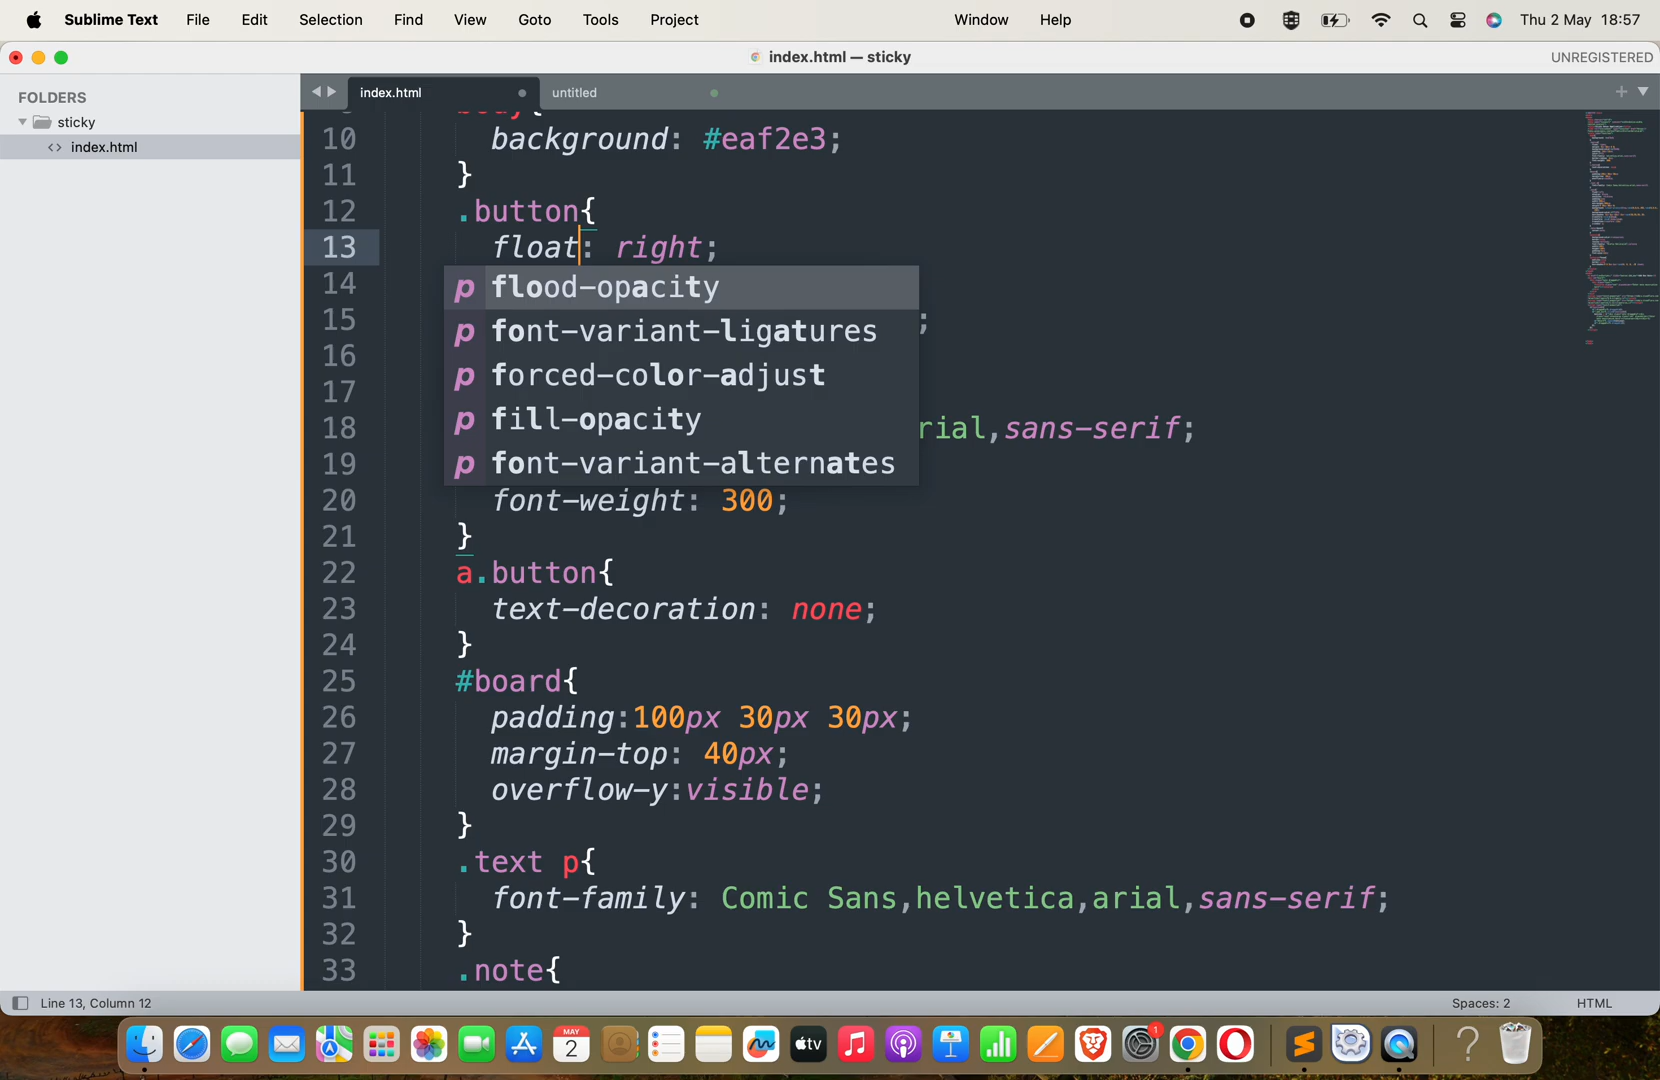 Sublime Text File Edit Selection Find View Goto Tools Project Window Help Thu 2 May 18:57
index.html — sticky
UNREGISTERED
FOLDERS
sticky
<> index.html
index.html
untitled
body{
10 background: #eaf2e3;
11 }
12 .button{
13 float: right;
14
15 ;
16
17
18 rial,sans-serif;
19
p flood-opacity
p font-variant-ligatures
p forced-color-adjust
p fill-opacity
p font-variant-alternates
20 font-weight: 300;
21 }
22 a.button{
23 text-decoration: none;
24 }
25 #board{
26 padding:100px 30px 30px;
27 margin-top: 40px;
28 overflow-y:visible;
29 }
30 .text p{
31 font-family: Comic Sans,helvetica,arial,sans-serif;
32 }
33 .note{
Line 13, Column 12
Spaces: 2
HTML
MAY
2
tv
1
?